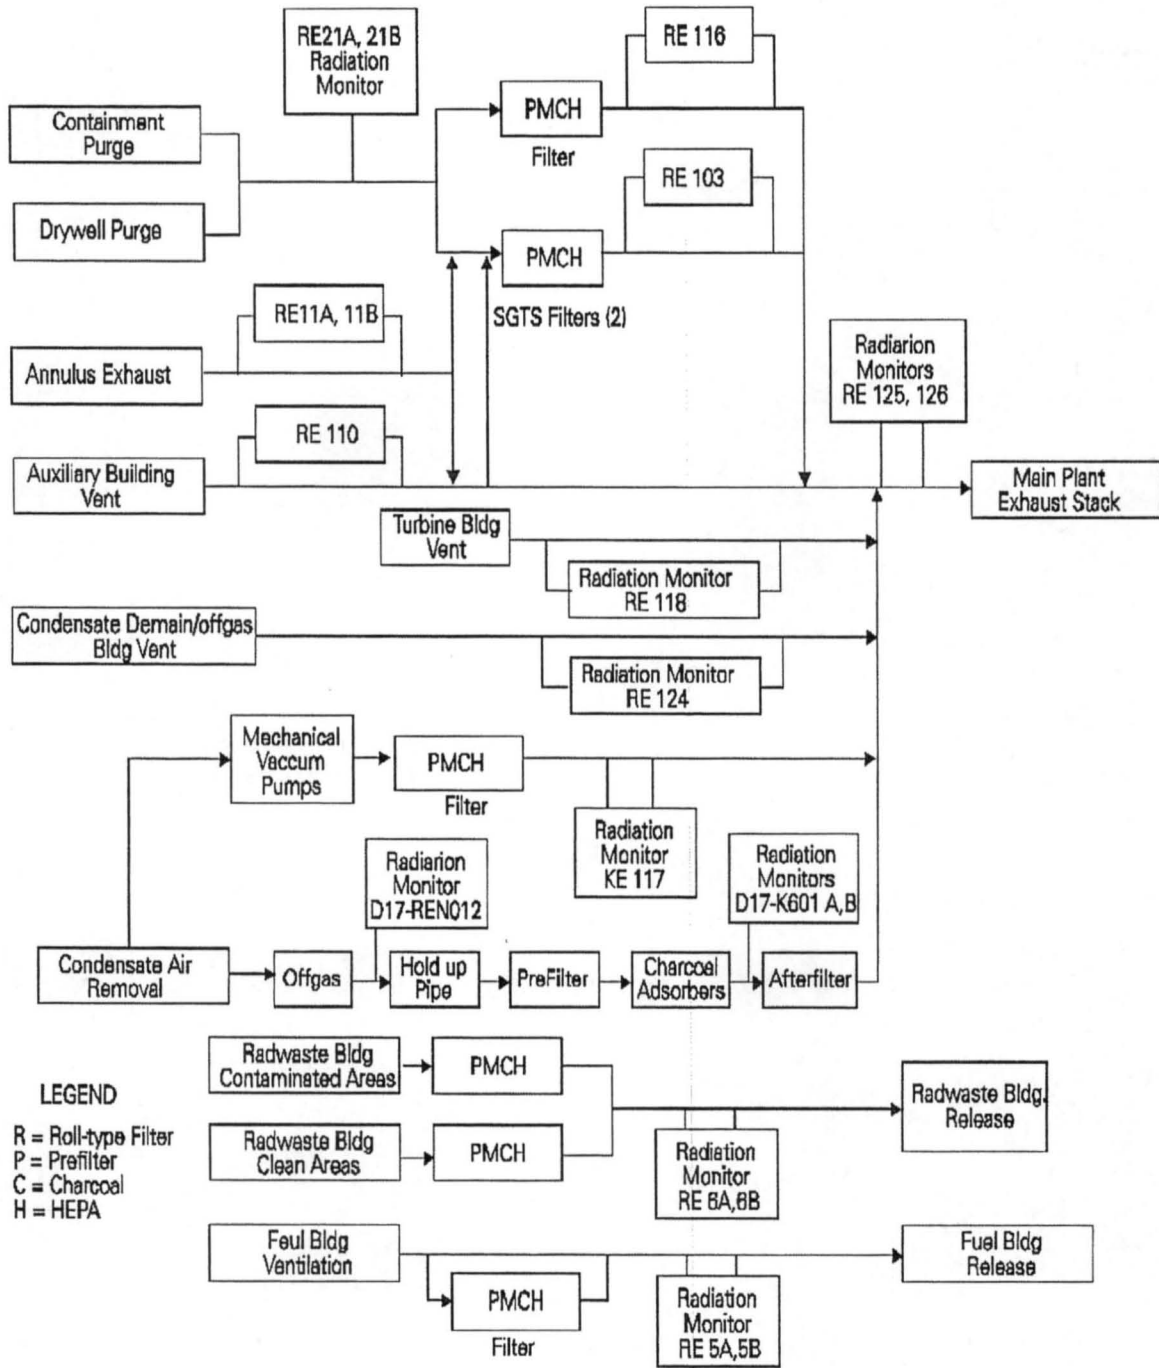 RE21A, 21B
Radiation
Monitor
RE 116
PMCH
Filter
Containment
Purge
RE 103
Drywell Purge
PMCH
SGTS Filters (2)
RE11A, 11B
Annulus Exhaust
Radiarion
Monitors
RE 125, 126
RE 110
Auxiliary Building
Vent
Main Plant
Exhaust Stack
Turbine Bldg
Vent
Radiation Monitor
RE 118
Condensate Demain/offgas
Bldg Vent
Radiation Monitor
RE 124
Mechanical
Vaccum
Pumps
PMCH
Filter
Radiation
Monitor
KE 117
Radiarion
Monitor
D17-REN012
Radiation
Monitors
D17-K601 A,B
Condensate Air
Removal
Offgas
Hold up
Pipe
PreFilter
Charcoal
Adsorbers
Afterfilter
Radwaste Bldg
Contaminated Areas
PMCH
Radwaste Bldg.
Release
LEGEND
R = Roll-type Filter
P = Prefilter
C = Charcoal
H = HEPA
Radwaste Bldg
Clean Areas
PMCH
Radiation
Monitor
RE 6A,6B
Feul Bldg
Ventilation
PMCH
Filter
Radiation
Monitor
RE 5A,5B
Fuel Bldg
Release